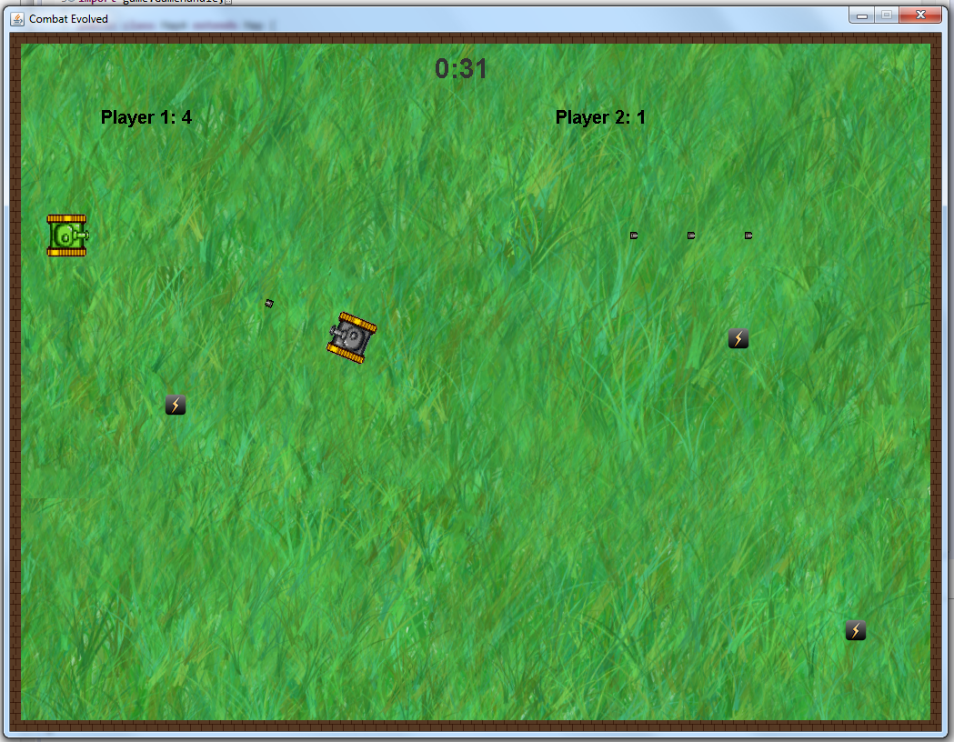 Combat Evolved
0:31
Player 1: 4
Player 2: 1